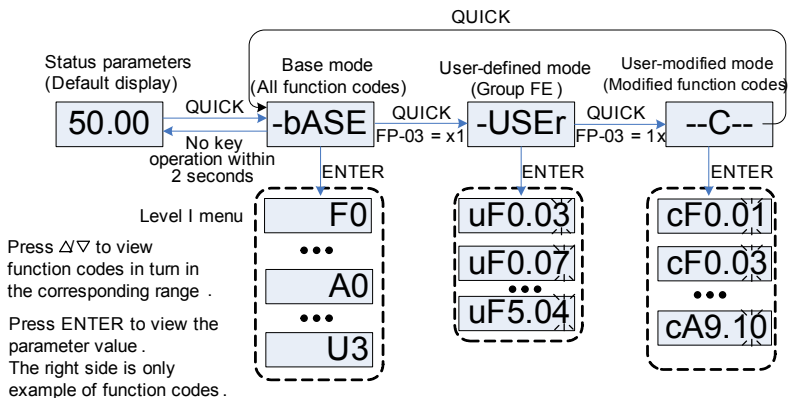 QUICK
Status parameters
(Default display)
Base mode
(All function codes)
User-defined mode
(Group FE )
User-modified mode
(Modified function codes)
50.00
QUICK
No key
operation within
2 seconds
-bASE
QUICK
FP-03 = x1
-USEr
QUICK
FP-03 = 1x
--C--
ENTER
ENTER
ENTER
Level I menu
F0
•••
A0
•••
U3
uF0.03
uF0.07
•••
uF5.04
cF0.01
cF0.03
•••
cA9.10
Press △/▽ to view
function codes in turn in
the corresponding range .
Press ENTER to view the
parameter value .
The right side is only
example of function codes .